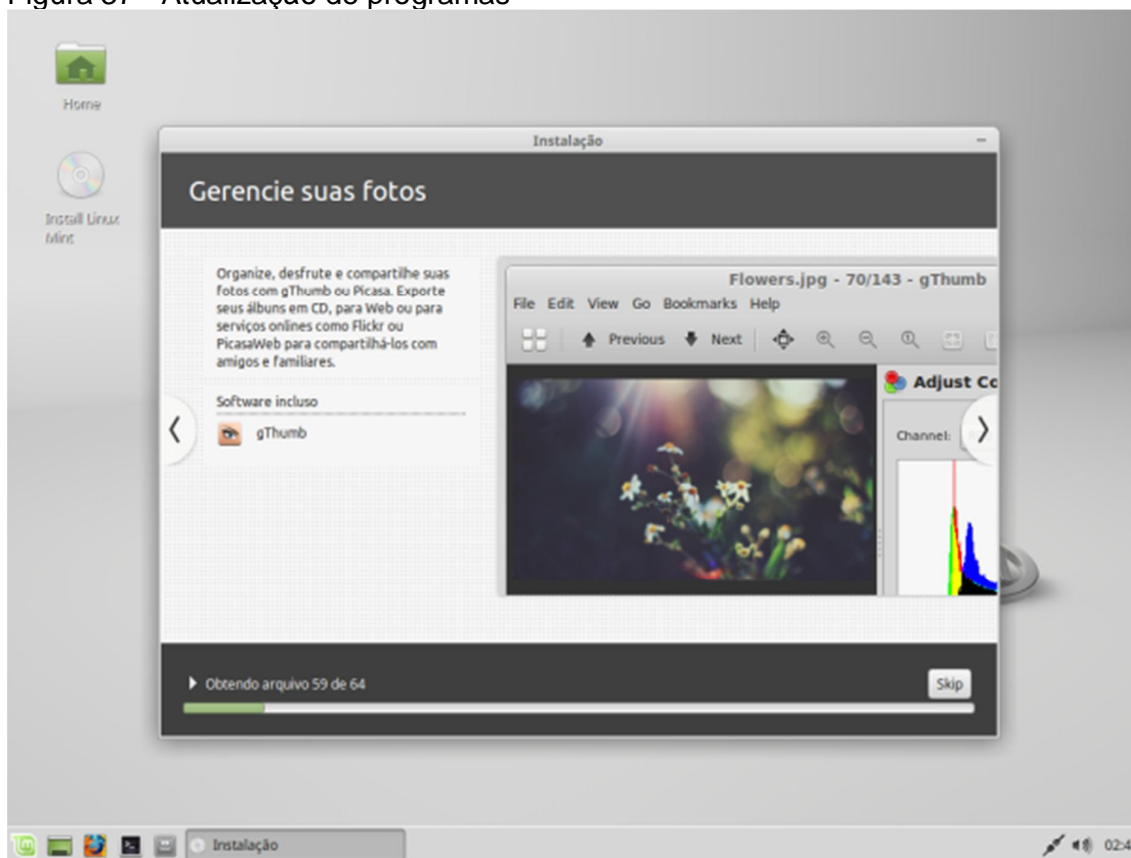 Atualização de programas
Home
Install Linux
Mint
Instalação
Gerencie suas fotos
Organize, desfrute e compartilhe suas
fotos com gThumb ou Picasa. Exporte
seus álbuns em CD, para Web ou para
serviços onlines como Flickr ou
PicasaWeb para compartilhá-los com
amigos e familiares.
Software incluso
gThumb
Flowers.jpg - 70/143 - gThumb
File Edit View Go Bookmarks Help
Previous Next
Adjust Co
Channel:
Obtendo arquivo 59 de 64
Skip
Instalação
02:4